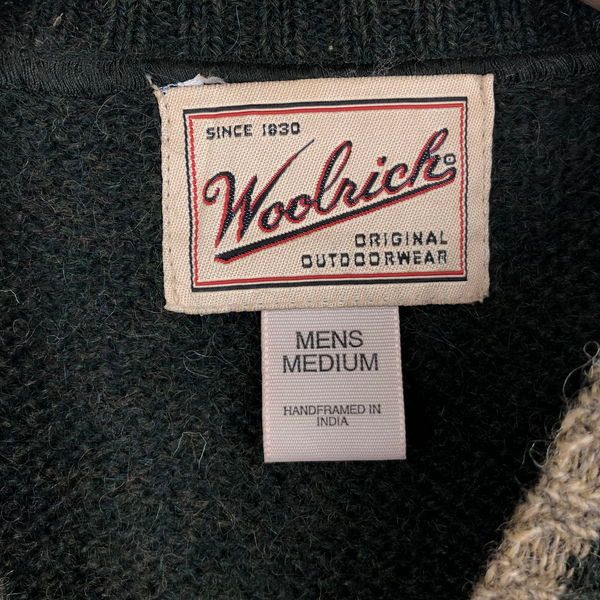 SINCE 1830
Woolrich®
ORIGINAL
OUTDOORWEAR
MENS
MEDIUM
HANDFRAMED IN
INDIA